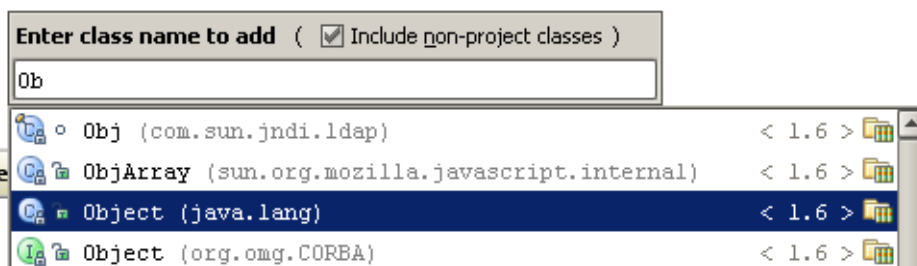 Enter class name to add ( Include non-project classes )
Ob
Obj (com.sun.jndi.ldap) < 1.6 >
ObjArray (sun.org.mozilla.javascript.internal) < 1.6 >
Object (java.lang) < 1.6 >
Object (org.omg.CORBA) < 1.6 >